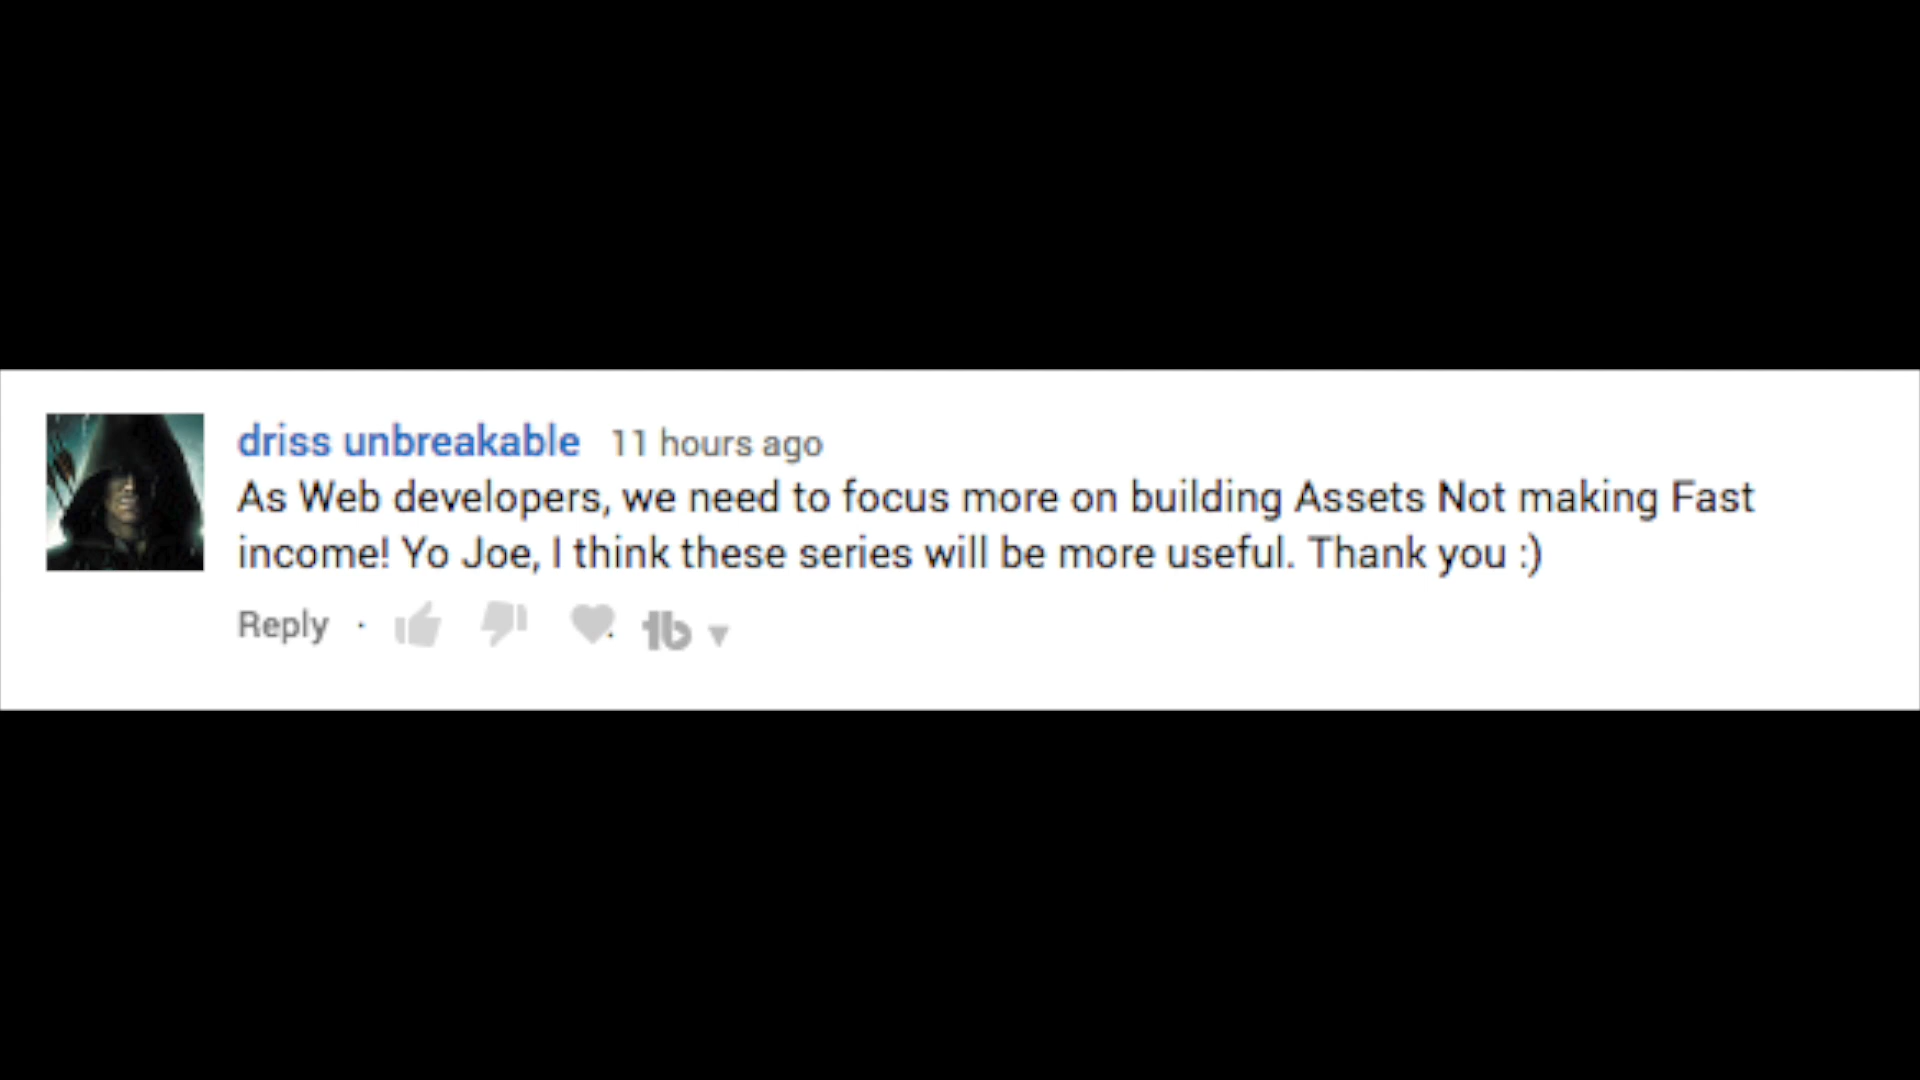 driss unbreakable 11 hours ago
As Web developers, we need to focus more on building Assets Not making Fast
income! Yo Joe, I think these series will be more useful. Thank you :)
Reply · tb